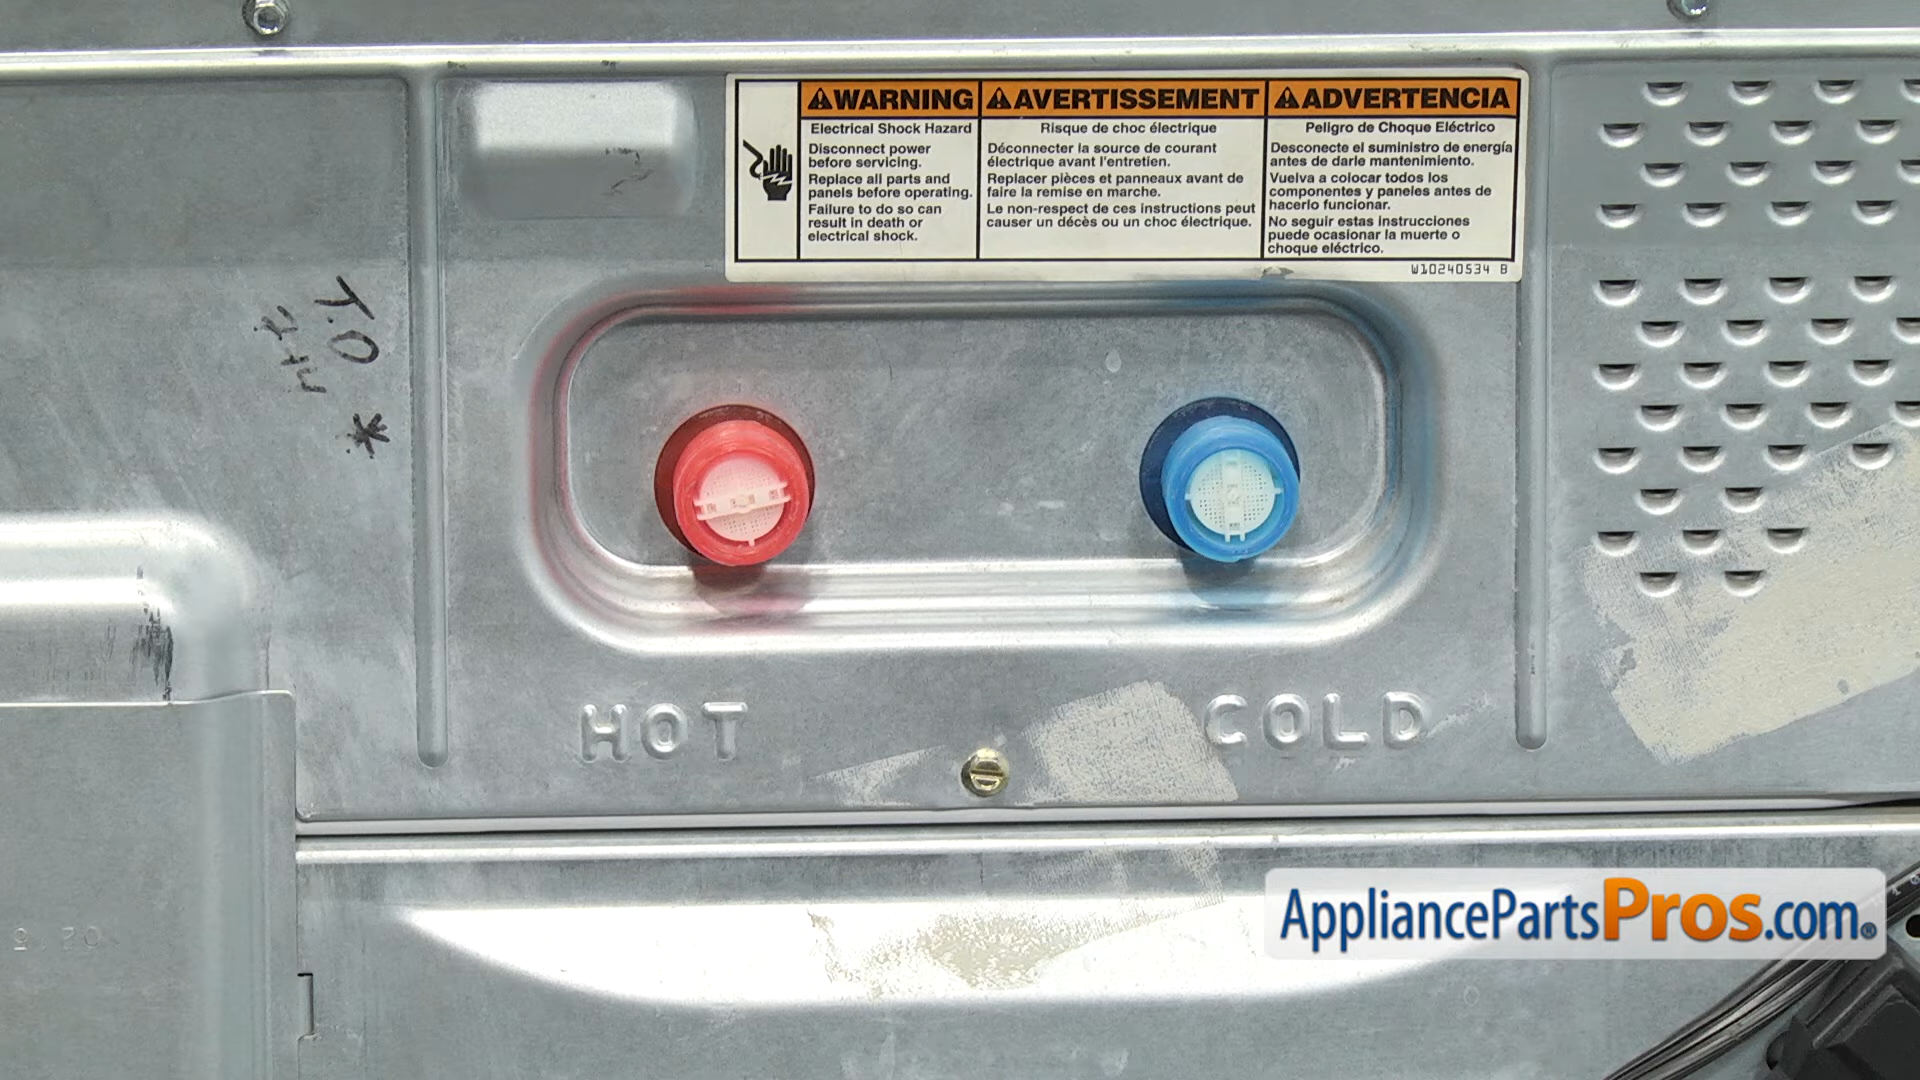 WARNING
Electrical Shock Hazard
Disconnect power
before servicing.
Replace all parts and
panels before operating.
Failure to do so can
result in death or
electrical shock.
AVERTISSEMENT
Risque de choc électrique
Déconnecter la source de courant
électrique avant l'entretien.
Replacer pièces et panneaux avant de
faire la remise en marche.
Le non-respect de ces instructions peut
causer un décès ou un choc électrique.
ADVERTENCIA
Peligro de Choque Eléctrico
Desconecte el suministro de energía
antes de darle mantenimiento.
Vuelva a colocar todos los
componentes y paneles antes de
hacerlo funcionar.
No seguir estas instrucciones
puede ocasionar la muerte o
choque eléctrico.
W10240534 B
T.O
*
HOT
COLD
AppliancePartsPros.com®